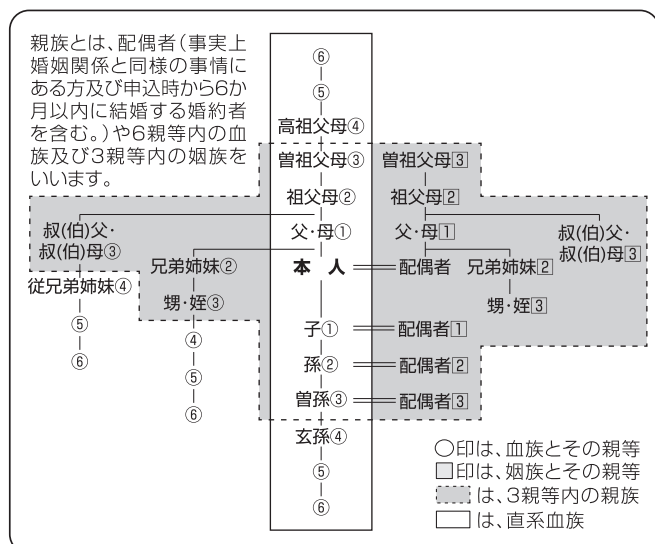 親族とは、配偶者(事実上
婚姻関係と同様の事情に
ある方及び申込時から6か
月以内に結婚する婚約者
を含む。)や6親等内の血
族及び3親等内の姻族を
いいます。
⑥
⑤
高祖父母④
曽祖父母③ 曽祖父母3
祖父母② 祖父母2
叔(伯)父・
叔(伯)母③
父・母① 父・母1
叔(伯)父・
叔(伯)母3
従兄弟姉妹④
⑤
⑥
兄弟姉妹② 本人 配偶者 兄弟姉妹2
甥・姪③ 甥・姪3
④
⑤
⑥
子① 配偶者1
孫② 配偶者2
曽孫③ 配偶者3
玄孫④
⑤
⑥
○印は、血族とその親等
□印は、姻族とその親等
は、3親等内の親族
は、直系血族